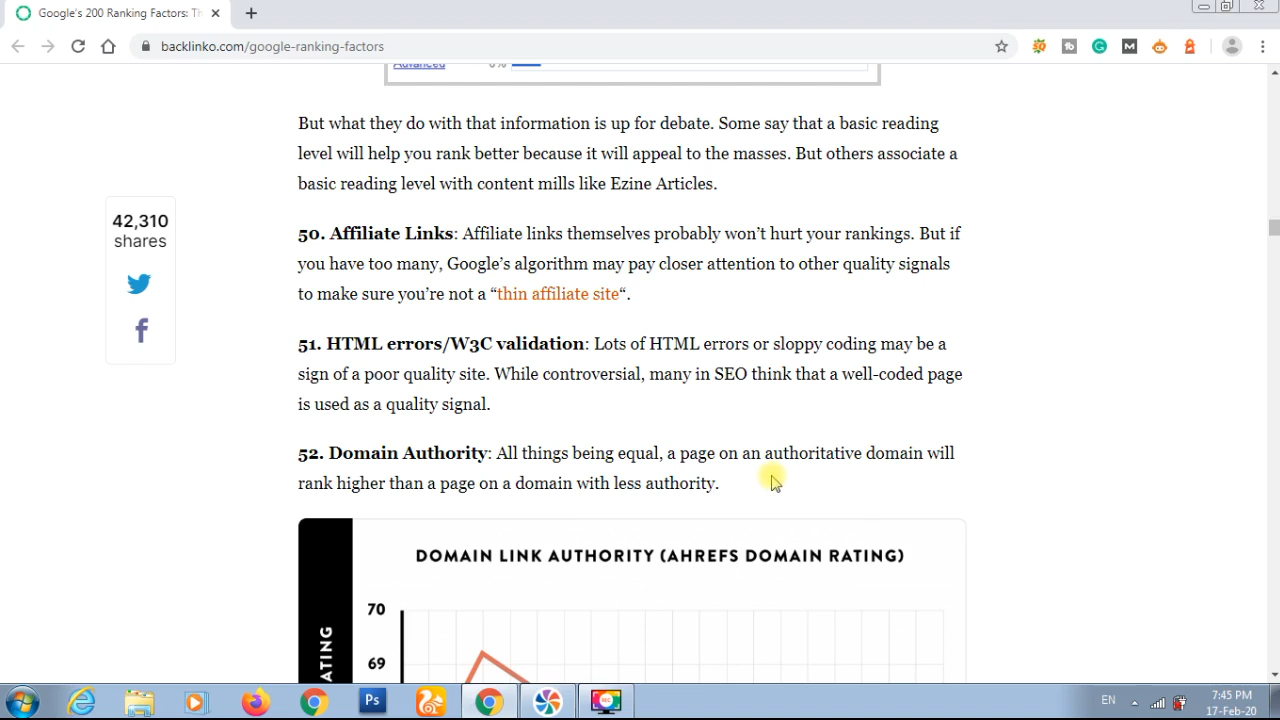 Google's 200 Ranking Factors: Th
backlinko.com/google-ranking-factors
Advanced
But what they do with that information is up for debate. Some say that a basic reading
level will help you rank better because it will appeal to the masses. But others associate a
basic reading level with content mills like Ezine Articles.
42,310
shares
50. Affiliate Links: Affiliate links themselves probably won’t hurt your rankings. But if
you have too many, Google’s algorithm may pay closer attention to other quality signals
to make sure you’re not a “thin affiliate site“.
51. HTML errors/W3C validation: Lots of HTML errors or sloppy coding may be a
sign of a poor quality site. While controversial, many in SEO think that a well-coded page
is used as a quality signal.
52. Domain Authority: All things being equal, a page on an authoritative domain will
rank higher than a page on a domain with less authority.
DOMAIN LINK AUTHORITY (AHREFS DOMAIN RATING)
70
69
ATING
Ps
EN
7:45 PM
17-Feb-20